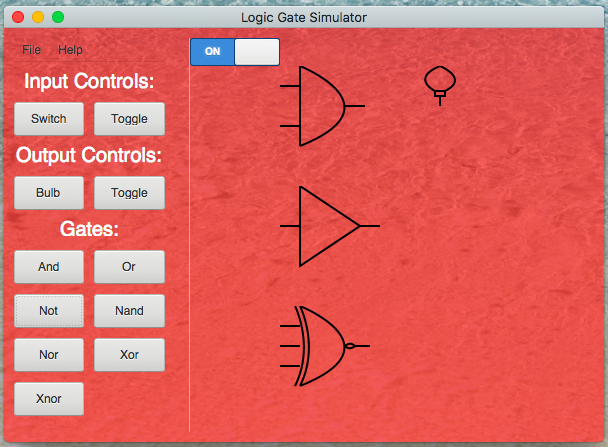 Logic Gate Simulator
File Help
ON
Input Controls:
Switch Toggle
Output Controls:
Bulb Toggle
Gates:
And Or
Not Nand
Nor Xor
Xnor